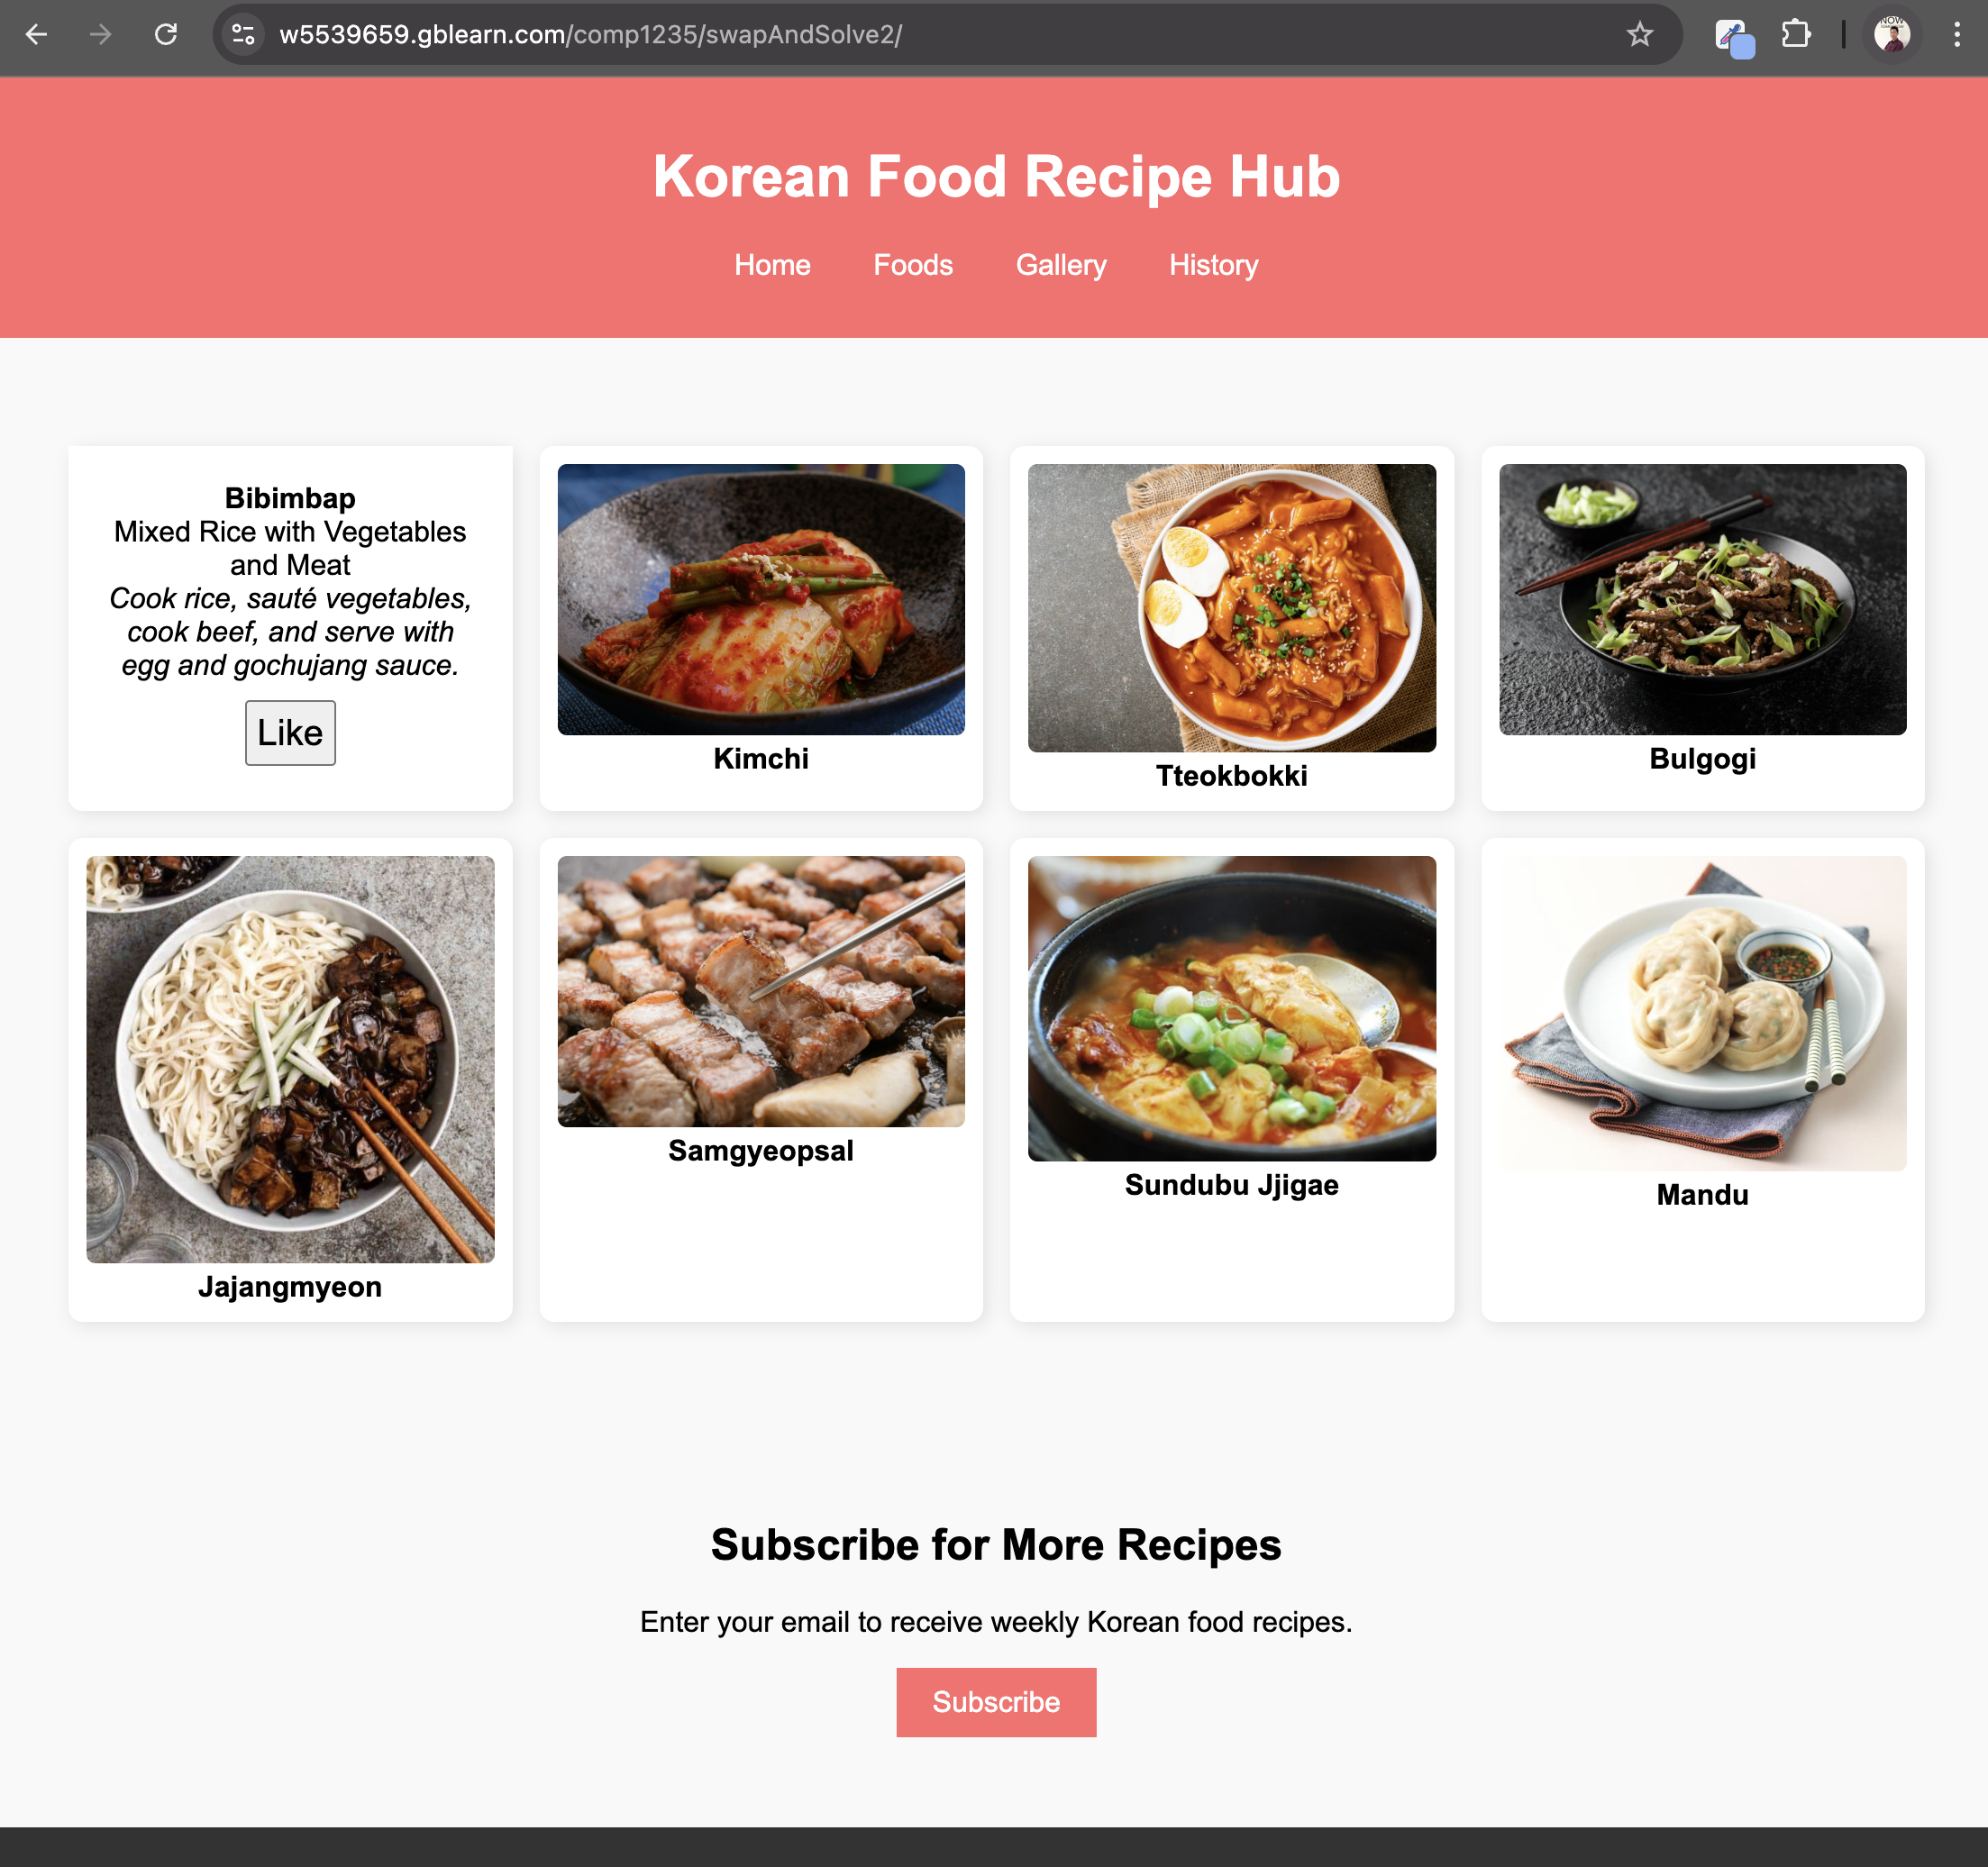 w5539659.gblearn.com/comp1235/swapAndSolve2/
NOW
Korean Food Recipe Hub
Home Foods Gallery History
Bibimbap
Mixed Rice with Vegetables
and Meat
Cook rice, sauté vegetables,
cook beef, and serve with
egg and gochujang sauce.
Like
Kimchi
Tteokbokki
Bulgogi
Jajangmyeon
Samgyeopsal
Sundubu Jjigae
Mandu
Subscribe for More Recipes
Enter your email to receive weekly Korean food recipes.
Subscribe